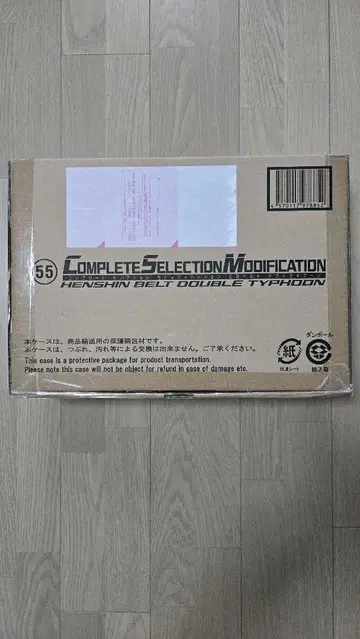 4 570117 978852
55
COMPLETE SELECTION MODIFICATION
HENSHIN BELT DOUBLE TYPHOON
本ケースは、商品輸送用の保護梱包材です。
本ケースは、つぶれ、汚れ等による交換は出来ません。ご了承ください。
This case is a protective package for product transportation.
Please note this case will not be object for refund in case of damage etc.
紙
ダンボール